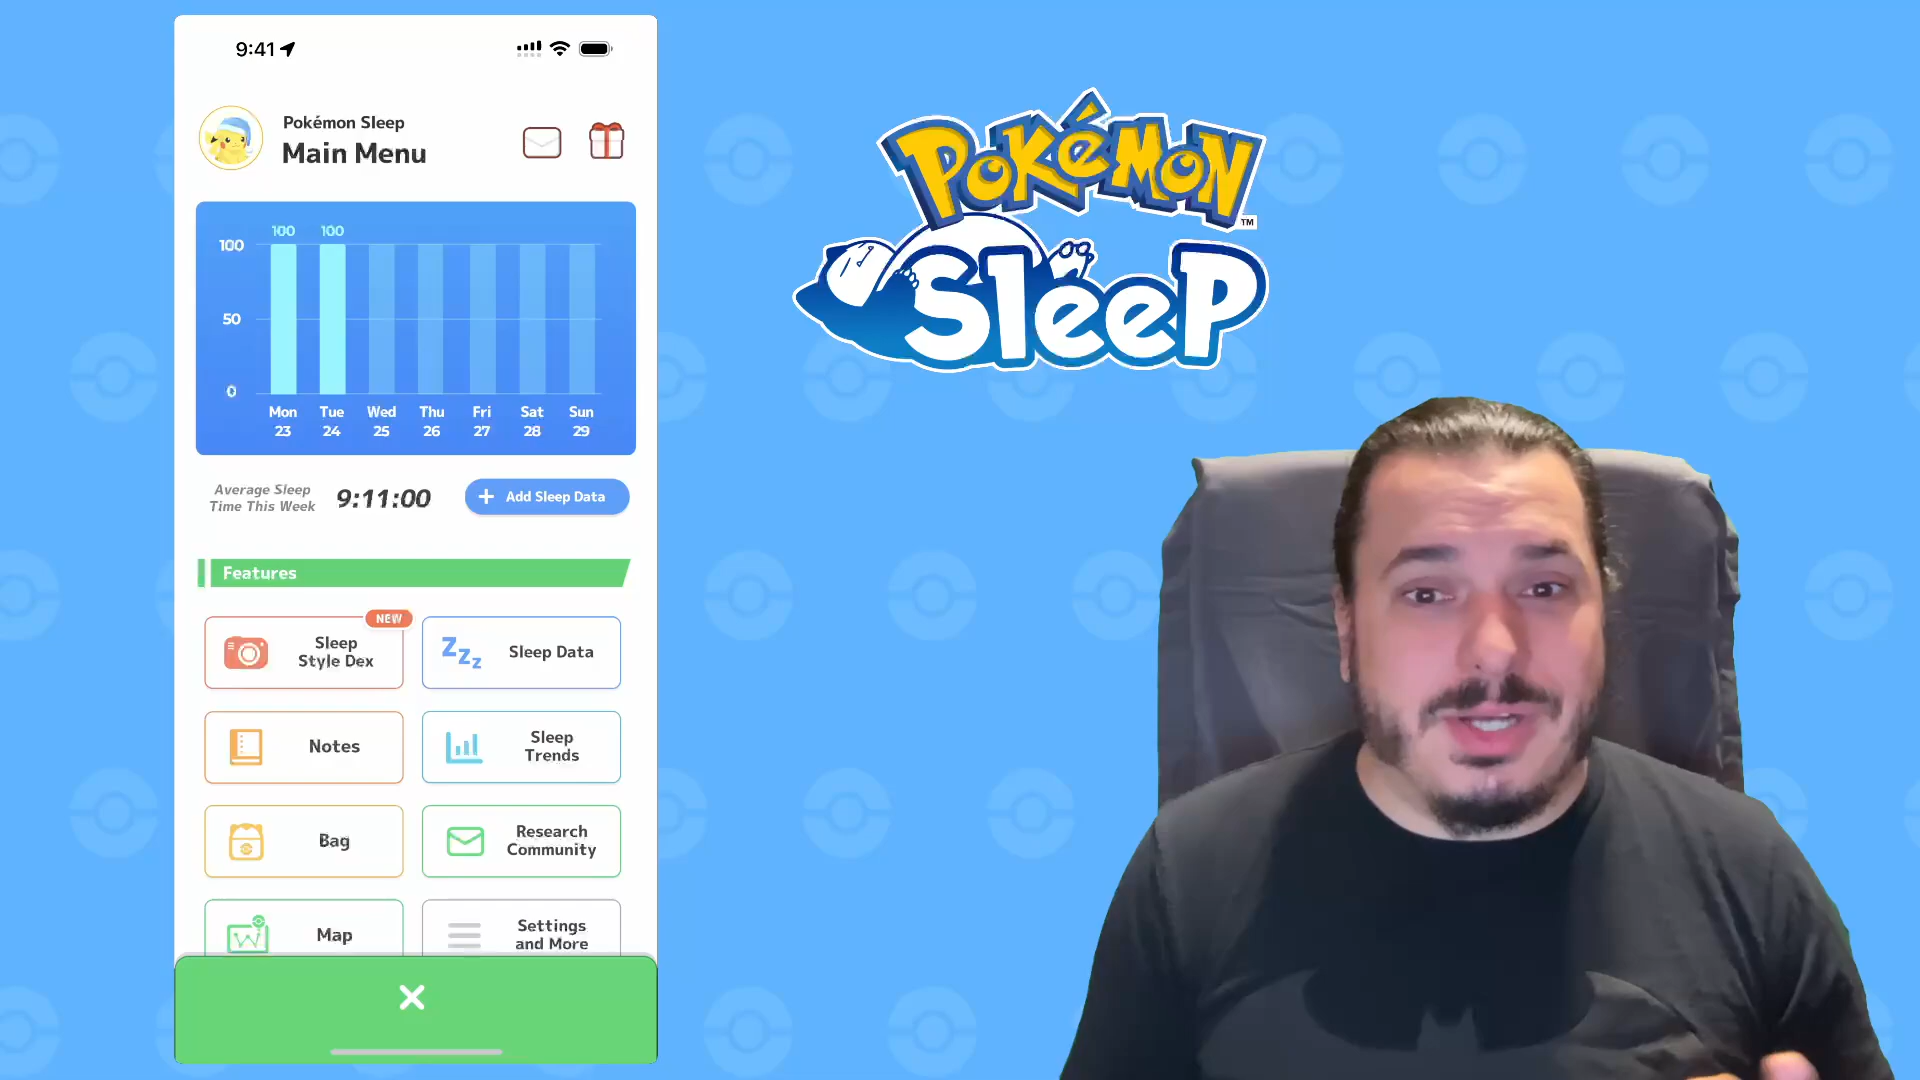 9:41
Pokémon Sleep
Main Menu
100 100
100
50
0
Mon Tue Wed Thu Fri Sat Sun
23 24 25 26 27 28 29
Average Sleep
Time This Week
9:11:00
+ Add Sleep Data
Features
NEW
Sleep
Style Dex
Zzz
Sleep Data
Notes
Sleep
Trends
Bag
Research
Community
Map
Settings
and More
POKéMON
TM
Sleep